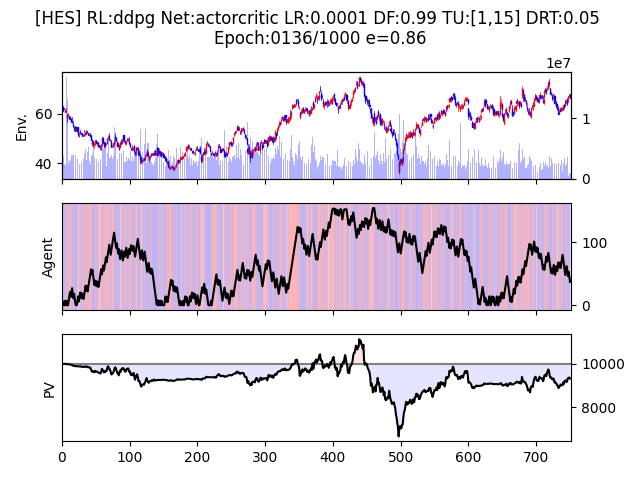 [HES] RL:ddpg Net:actorcritic LR:0.0001 DF:0.99 TU:[1,15] DRT:0.05
Epoch:0136/1000 e=0.86
1e7
Env.
60
40
1
0
Agent
100
0
PV
10000
8000
0 100 200 300 400 500 600 700